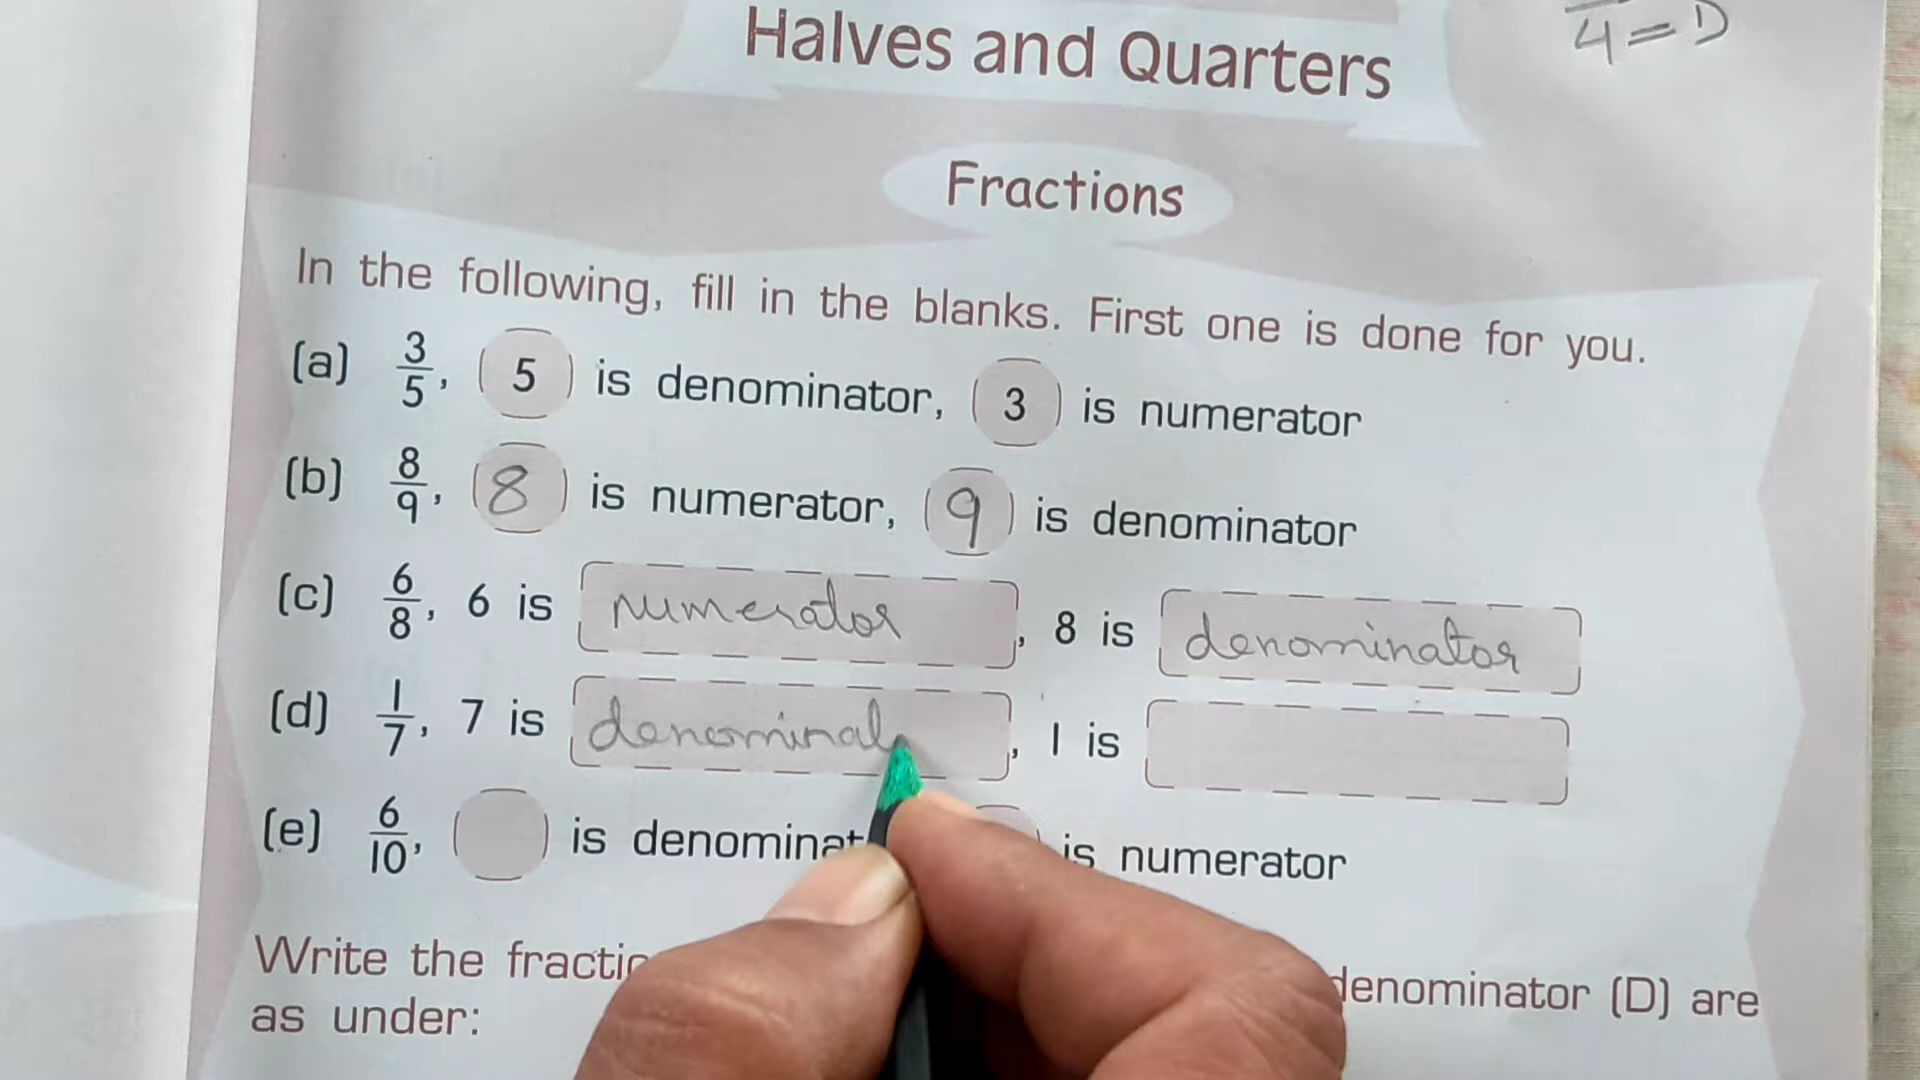 4 = D
Halves and Quarters
Fractions
In the following, fill in the blanks. First one is done for you.
(a) 3/5, 5 is denominator, 3 is numerator
(b) 8/9, 8 is numerator, 9 is denominator
(c) 6/8, 6 is numerator, 8 is denominator
(d) 1/7, 7 is denominat, 1 is
(e) 6/10, is denominat is numerator
Write the fractio denominator (D) are
as under: